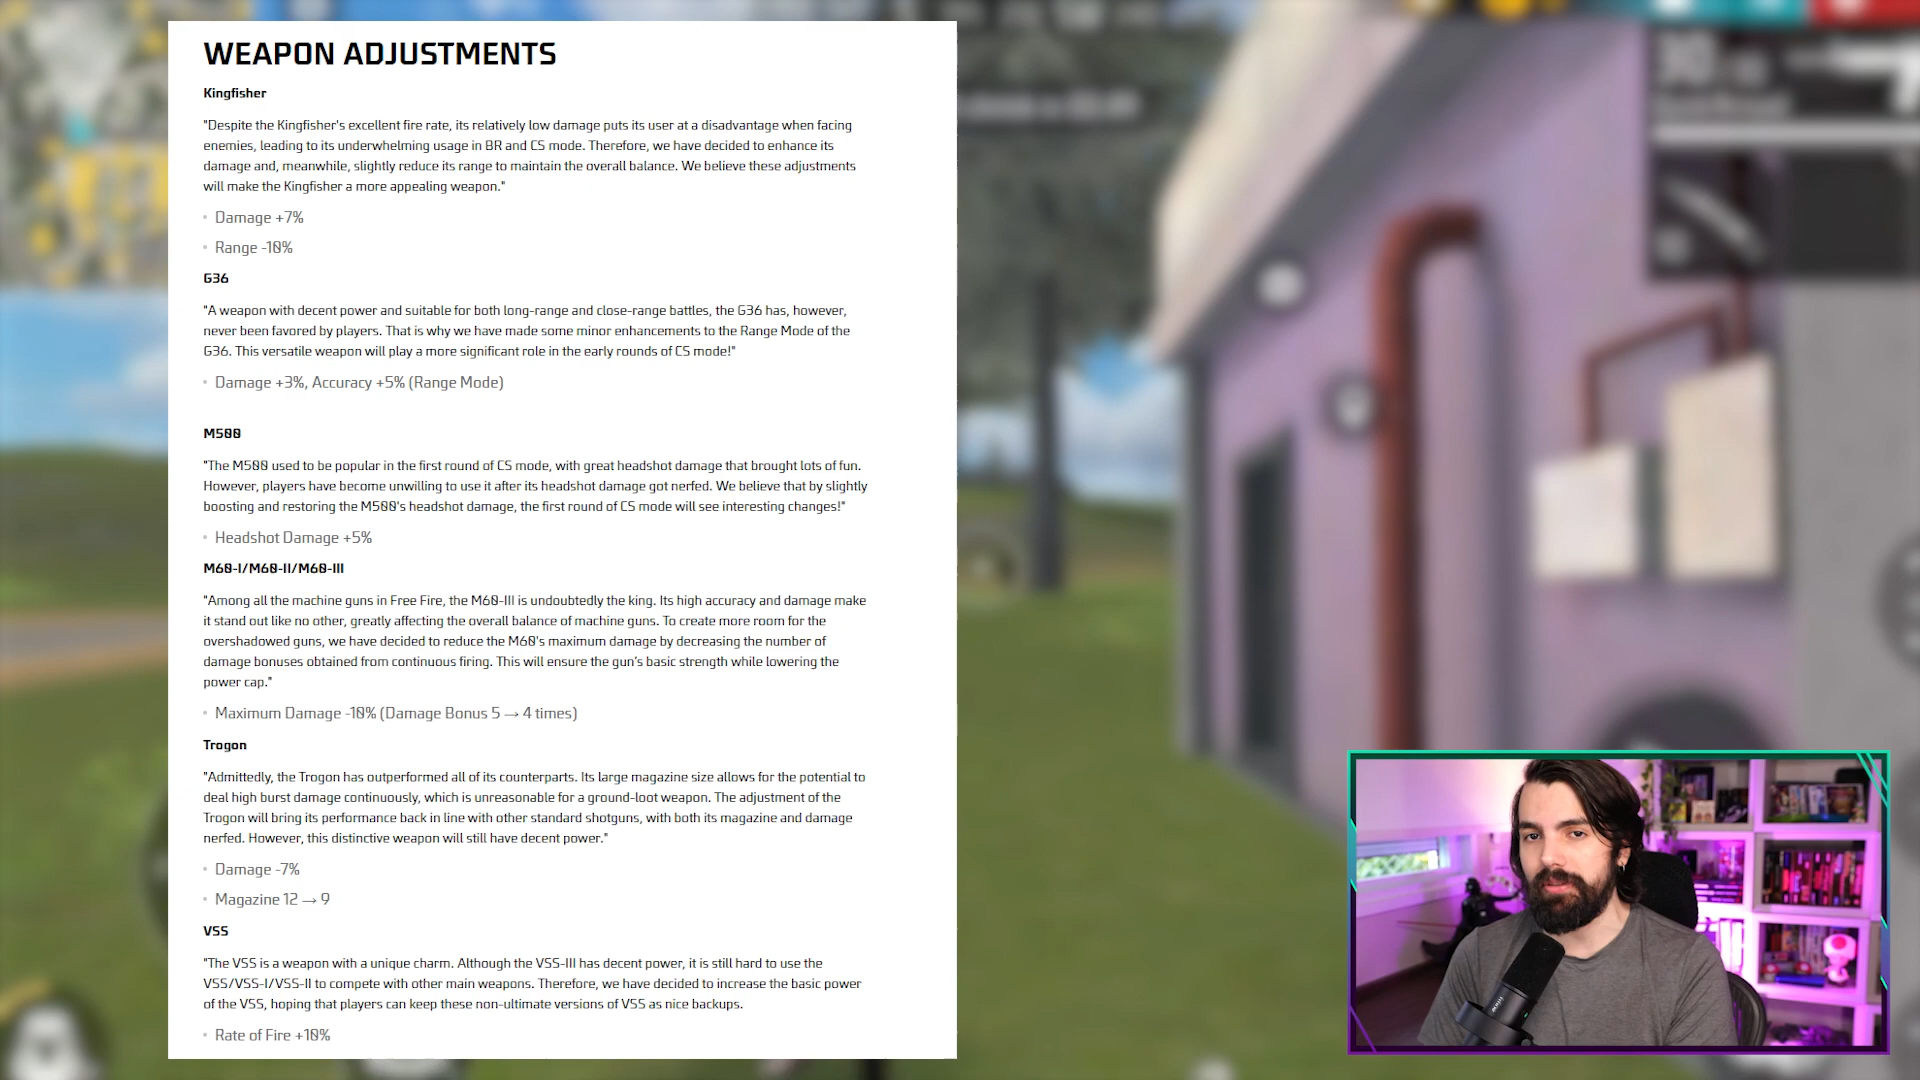 WEAPON ADJUSTMENTS
Kingfisher
"Despite the Kingfisher's excellent fire rate, its relatively low damage puts its user at a disadvantage when facing
enemies, leading to its underwhelming usage in BR and CS mode. Therefore, we have decided to enhance its
damage and, meanwhile, slightly reduce its range to maintain the overall balance. We believe these adjustments
will make the Kingfisher a more appealing weapon."
• Damage +7%
• Range -10%
G36
"A weapon with decent power and suitable for both long-range and close-range battles, the G36 has, however,
never been favored by players. That is why we have made some minor enhancements to the Range Mode of the
G36. This versatile weapon will play a more significant role in the early rounds of CS mode!"
• Damage +3%, Accuracy +5% (Range Mode)
M500
"The M500 used to be popular in the first round of CS mode, with great headshot damage that brought lots of fun.
However, players have become unwilling to use it after its headshot damage got nerfed. We believe that by slightly
boosting and restoring the M500's headshot damage, the first round of CS mode will see interesting changes!"
• Headshot Damage +5%
M60-I/M60-II/M60-III
"Among all the machine guns in Free Fire, the M60-III is undoubtedly the king. Its high accuracy and damage make
it stand out like no other, greatly affecting the overall balance of machine guns. To create more room for the
overshadowed guns, we have decided to reduce the M60's maximum damage by decreasing the number of
damage bonuses obtained from continuous firing. This will ensure the gun's basic strength while lowering the
power cap."
• Maximum Damage -10% (Damage Bonus 5 → 4 times)
Trogon
"Admittedly, the Trogon has outperformed all of its counterparts. Its large magazine size allows for the potential to
deal high burst damage continuously, which is unreasonable for a ground-loot weapon. The adjustment of the
Trogon will bring its performance back in line with other standard shotguns, with both its magazine and damage
nerfed. However, this distinctive weapon will still have decent power."
• Damage -7%
• Magazine 12 → 9
VSS
"The VSS is a weapon with a unique charm. Although the VSS-III has decent power, it is still hard to use the
VSS/VSS-I/VSS-II to compete with other main weapons. Therefore, we have decided to increase the basic power
of the VSS, hoping that players can keep these non-ultimate versions of VSS as nice backups.
• Rate of Fire +10%